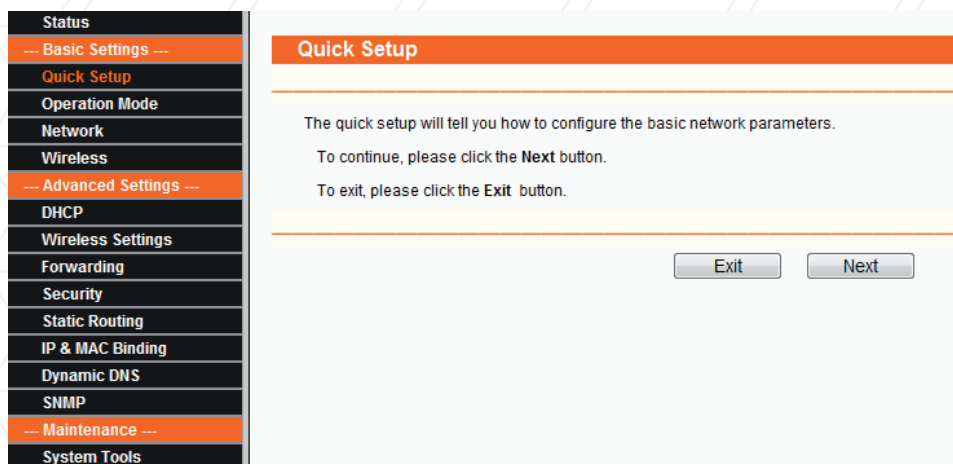 Status
--- Basic Settings ---
Quick Setup
Operation Mode
Network
Wireless
--- Advanced Settings ---
DHCP
Wireless Settings
Forwarding
Security
Static Routing
IP & MAC Binding
Dynamic DNS
SNMP
--- Maintenance ---
System Tools
Quick Setup
The quick setup will tell you how to configure the basic network parameters.
To continue, please click the Next button.
To exit, please click the Exit button.
Exit
Next